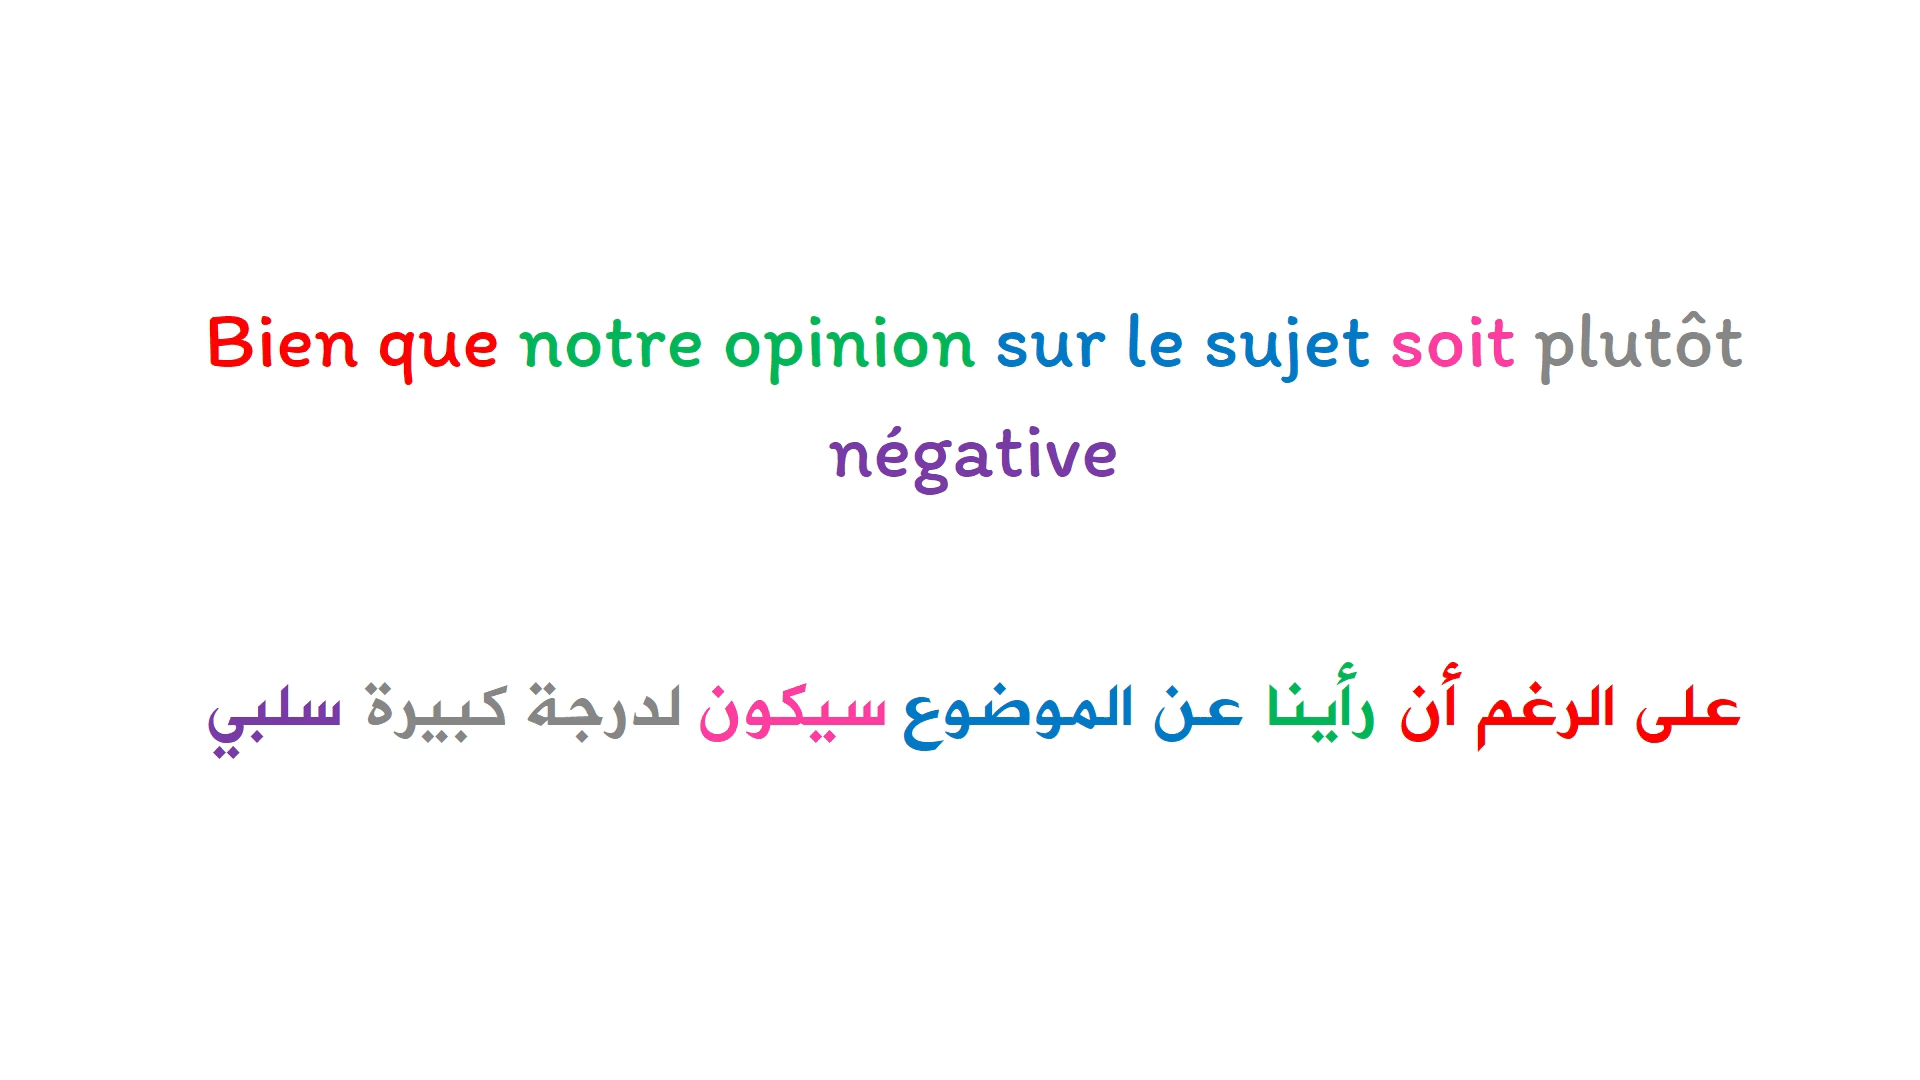 Bien que notre opinion sur le sujet soit plutôt
négative
على الرغم أن رأينا عن الموضوع سيكون لدرجة كبيرة سلبي